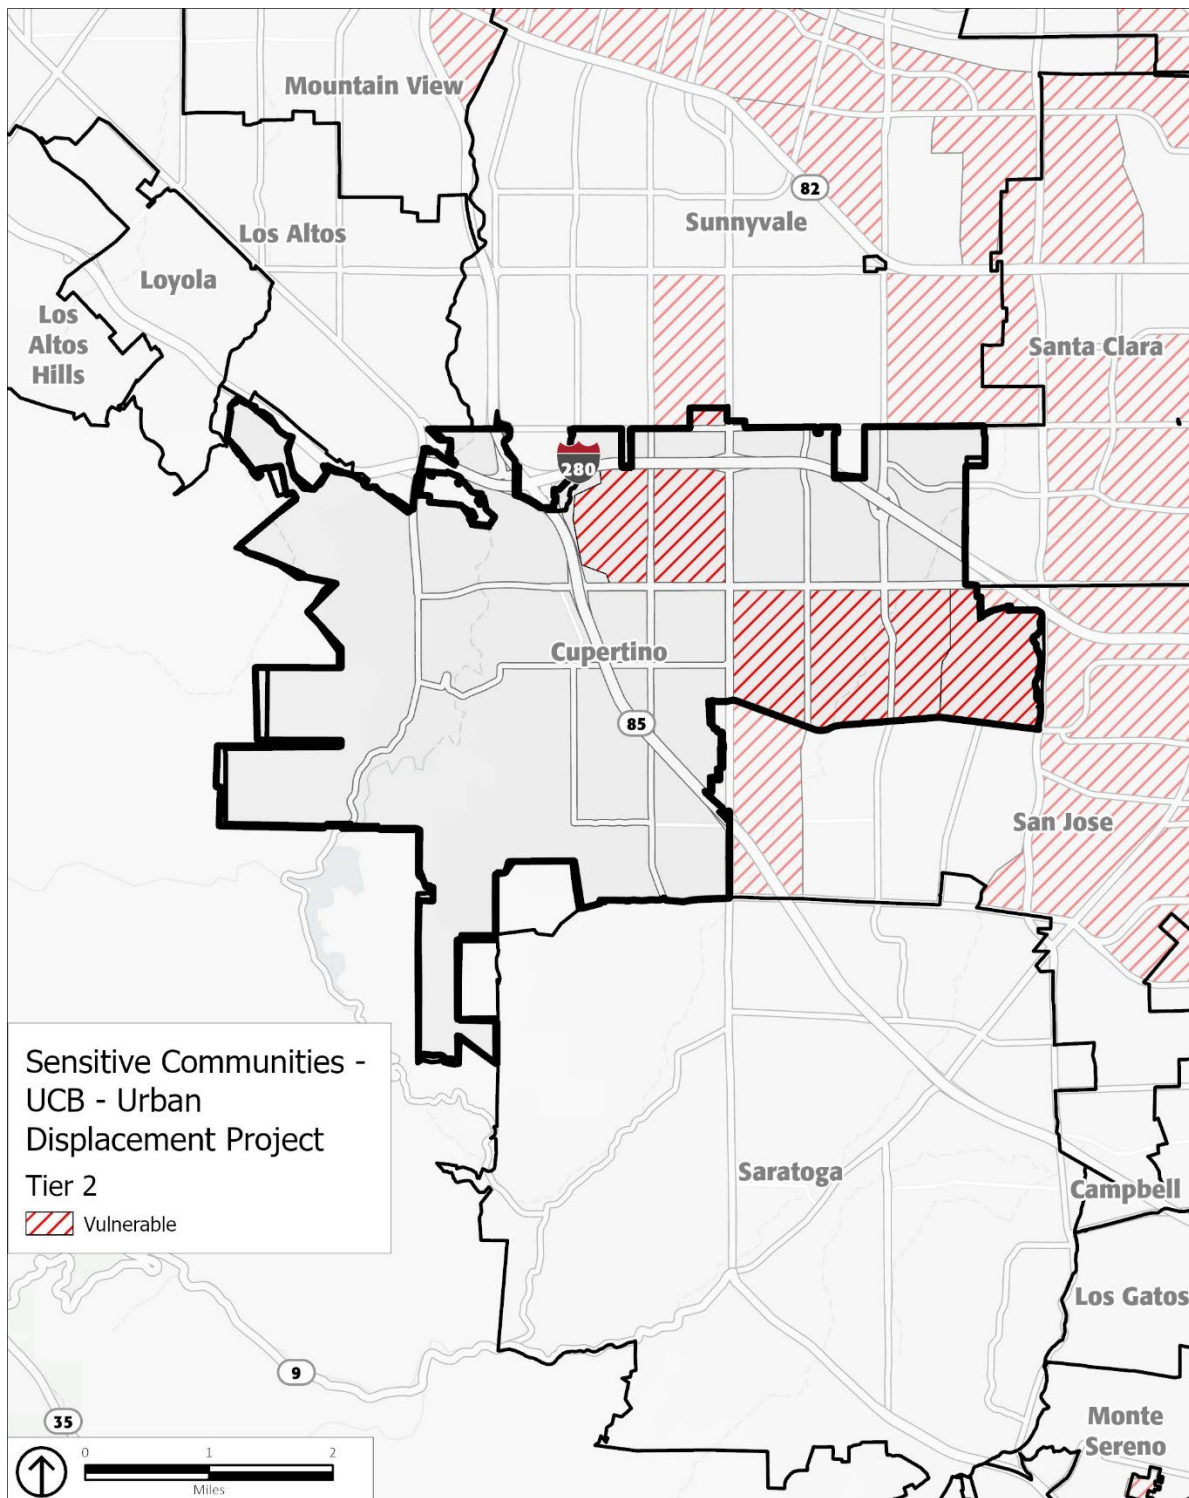 Mountain View
82
Sunnyvale
Los Altos
Loyola
Los
Altos
Hills
Santa Clara
280
Cupertino
85
San Jose
Sensitive Communities -
UCB - Urban
Displacement Project
Tier 2
Vulnerable
Saratoga
Campbell
Los Gatos
9
35
Monte
Sereno
0 1 2
Miles